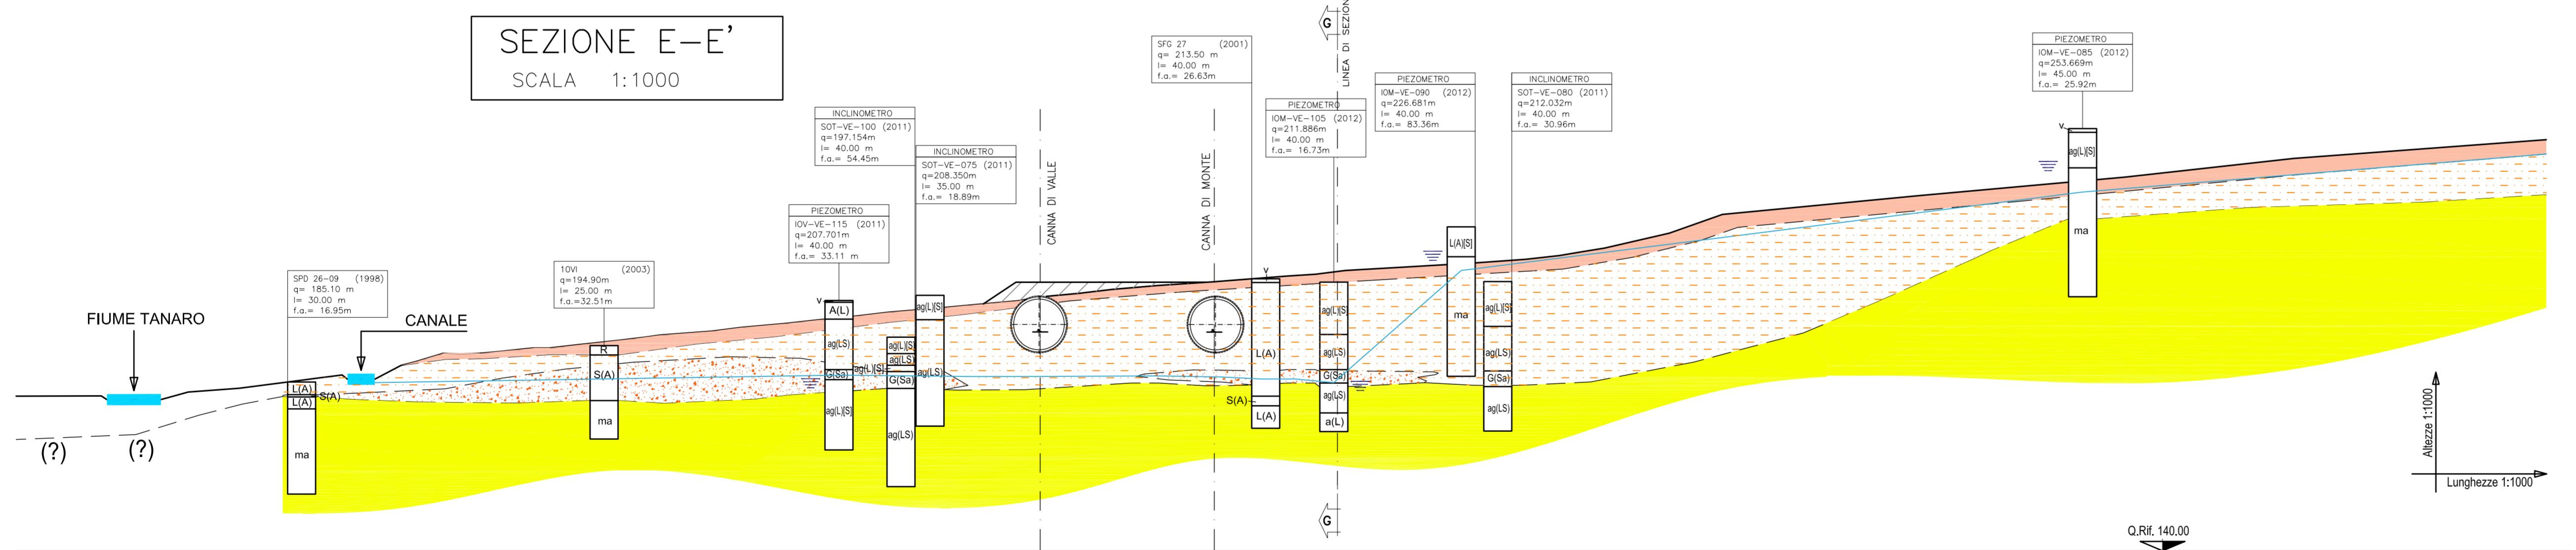 SEZIONE E-E'
SCALA 1:1000
FIUME TANARO
CANALE
(?)
(?)
SPD 26-09 (1998)
q= 185.10 m
l= 30.00 m
f.a.= 16.95m
L(A)
S(A)
L(A)
ma
10VI (2003)
q=194.90m
l= 25.00 m
f.a.=32.51m
R
S(A)
ma
PIEZOMETRO
IOV-VE-115 (2011)
q=207.701m
l= 40.00 m
f.a.= 33.11 m
v
A(L)
ag(LS)
G(Sa)
ag(L)[S]
INCLINOMETRO
SOT-VE-100 (2011)
q=197.154m
l= 40.00 m
f.a.= 54.45m
ag(L)[S]
ag(LS)
ag(L)[S]
G(Sa)
ag(LS)
INCLINOMETRO
SOT-VE-075 (2011)
q=208.350m
l= 35.00 m
f.a.= 18.89m
ag(L)[S]
ag(LS)
CANNA DI VALLE
CANNA DI MONTE
SFG 27 (2001)
q= 213.50 m
l= 40.00 m
f.a.= 26.63m
v
L(A)
S(A)
L(A)
G
LINEA DI SEZION
PIEZOMETRO
IOM-VE-105 (2012)
q=211.886m
l= 40.00 m
f.a.= 16.73m
ag(L)[S]
ag(LS)
G(Sa)
ag(LS)
a(L)
G
PIEZOMETRO
IOM-VE-090 (2012)
q=226.681m
l= 40.00 m
f.a.= 83.36m
L(A)[S]
ma
INCLINOMETRO
SOT-VE-080 (2011)
q=212.032m
l= 40.00 m
f.a.= 30.96m
ag(L)[S]
ag(LS)
G(Sa)
ag(LS)
PIEZOMETRO
IOM-VE-085 (2012)
q=253.669m
l= 45.00 m
f.a.= 25.92m
v
ag(L)[S]
ma
Altezze 1:1000
Lunghezze 1:1000
Q.Rif. 140.00